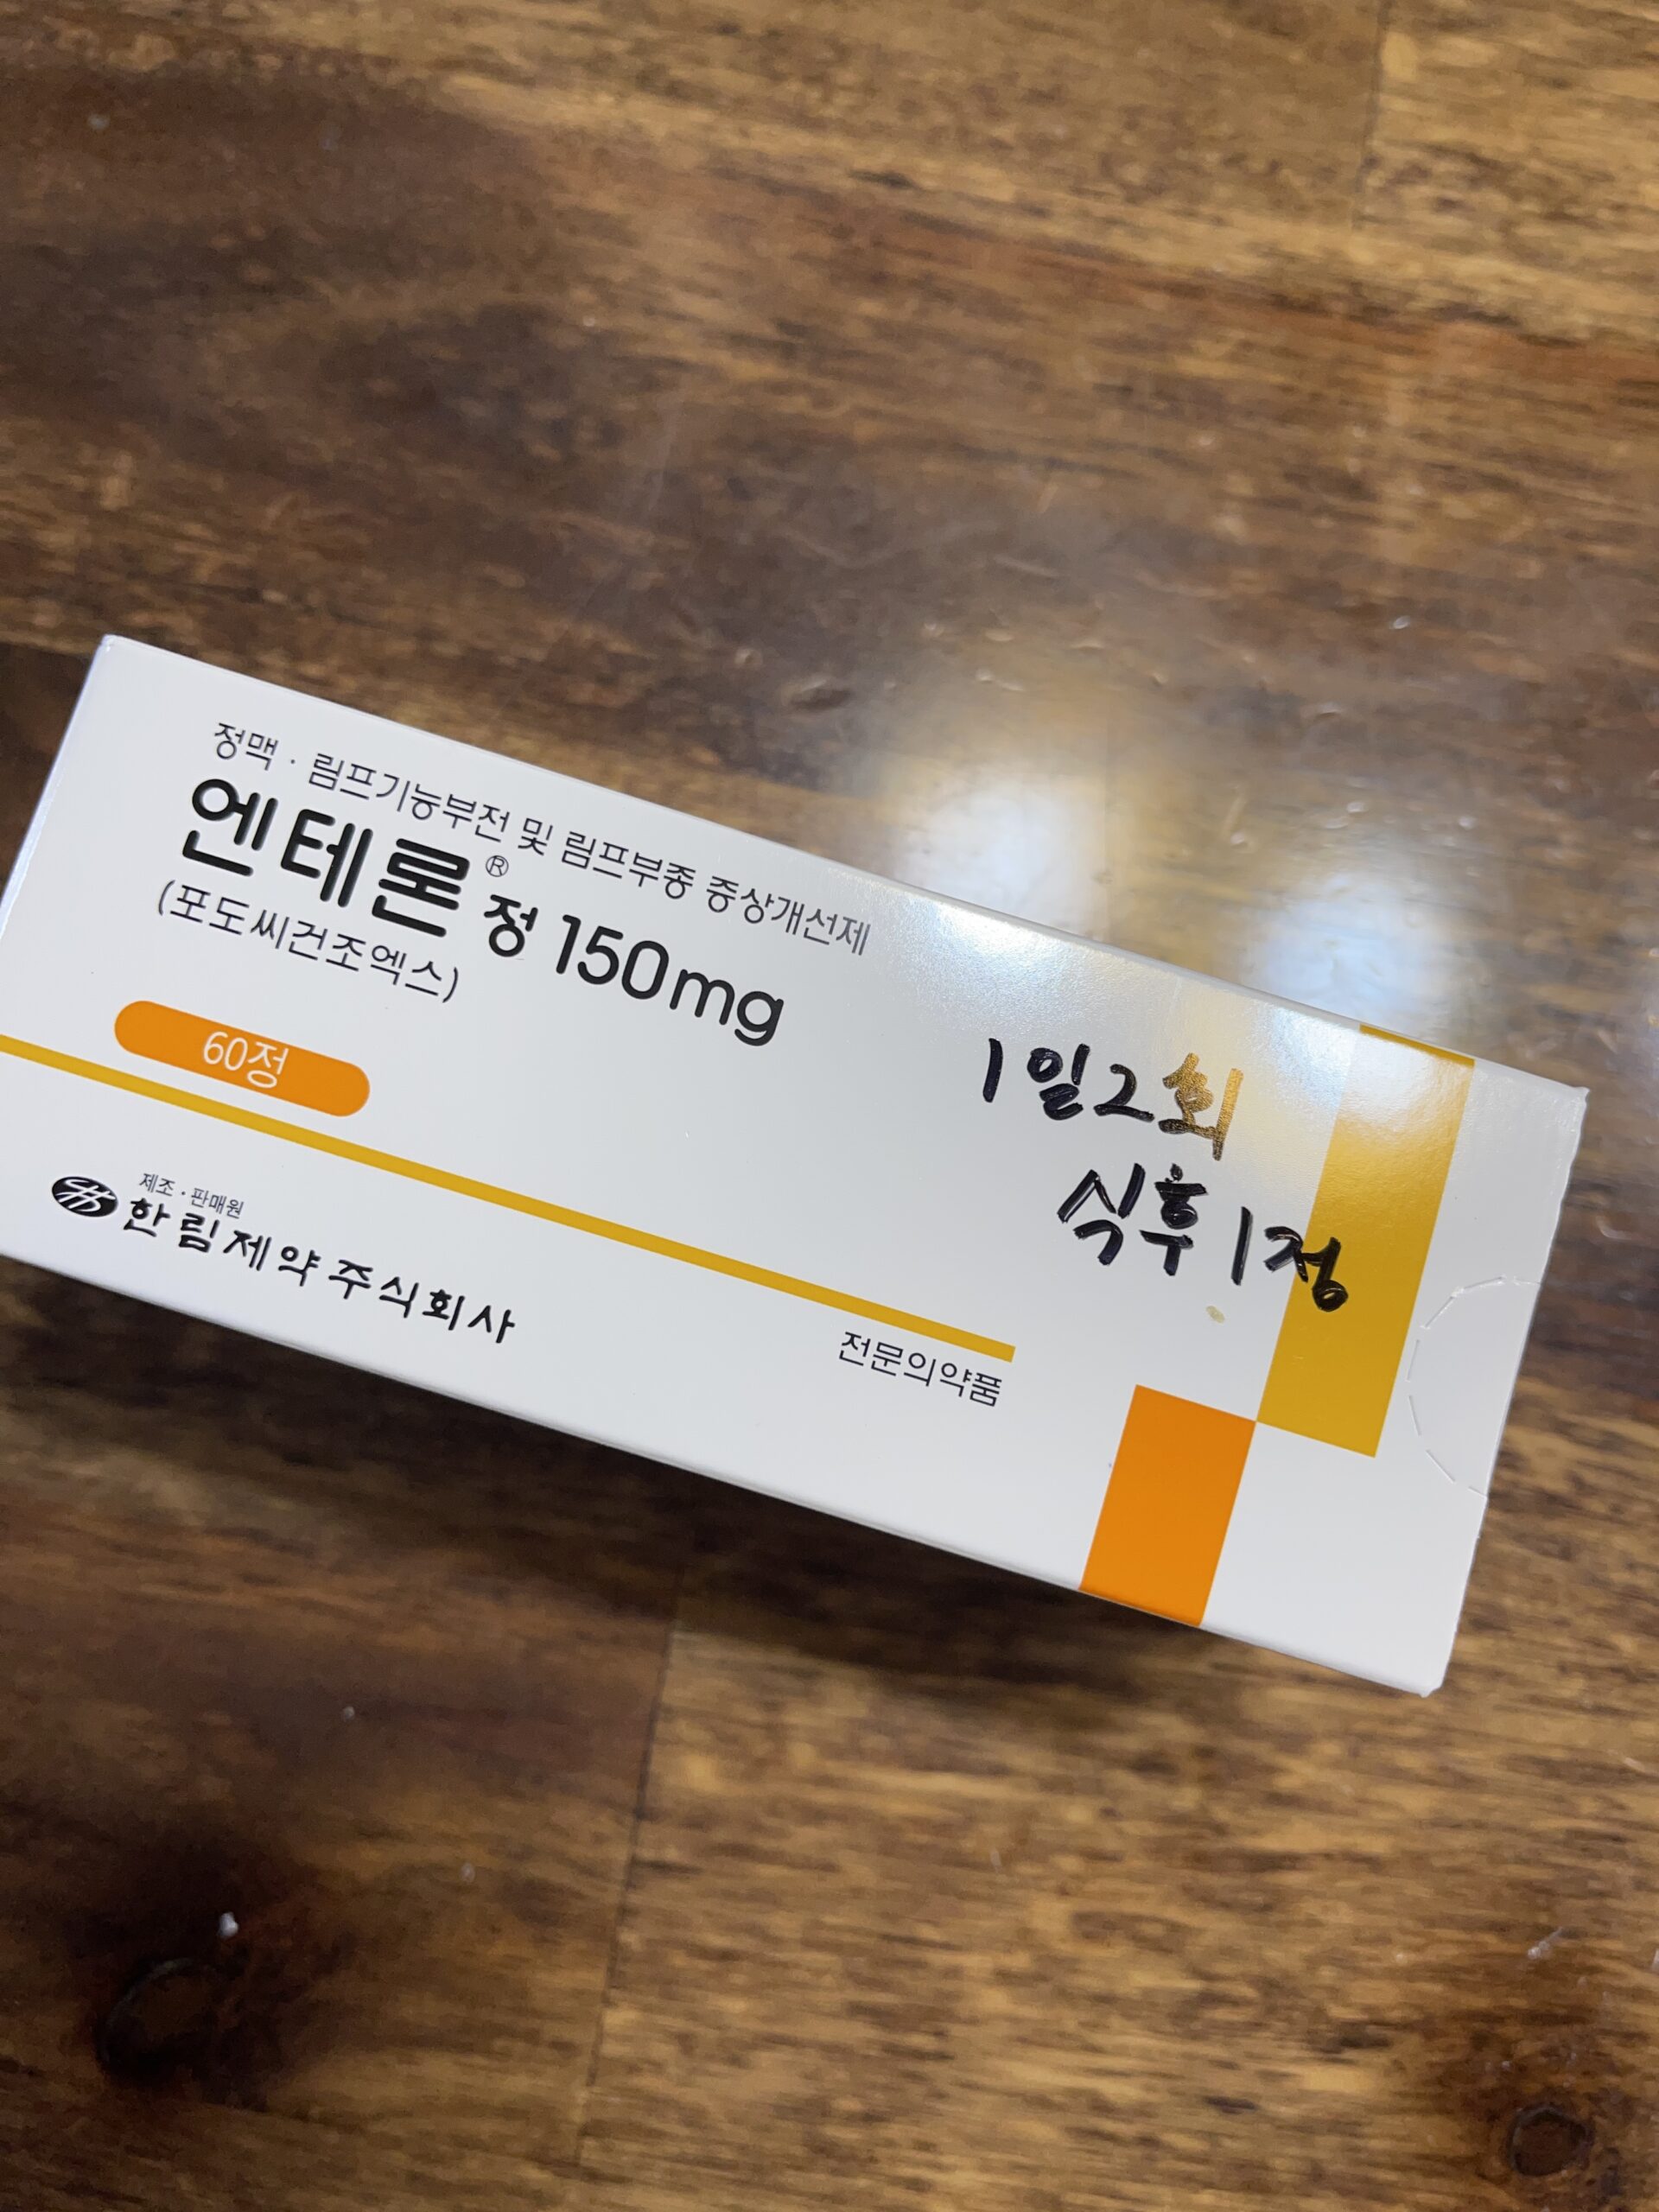 정맥 · 림프기능부전 및 림프부종 증상개선제
엔테론® 정 150mg
(포도씨건조엑스)
60정
1일2회
식후 1정
제조 · 판매원
한림제약 주식회사
전문의약품